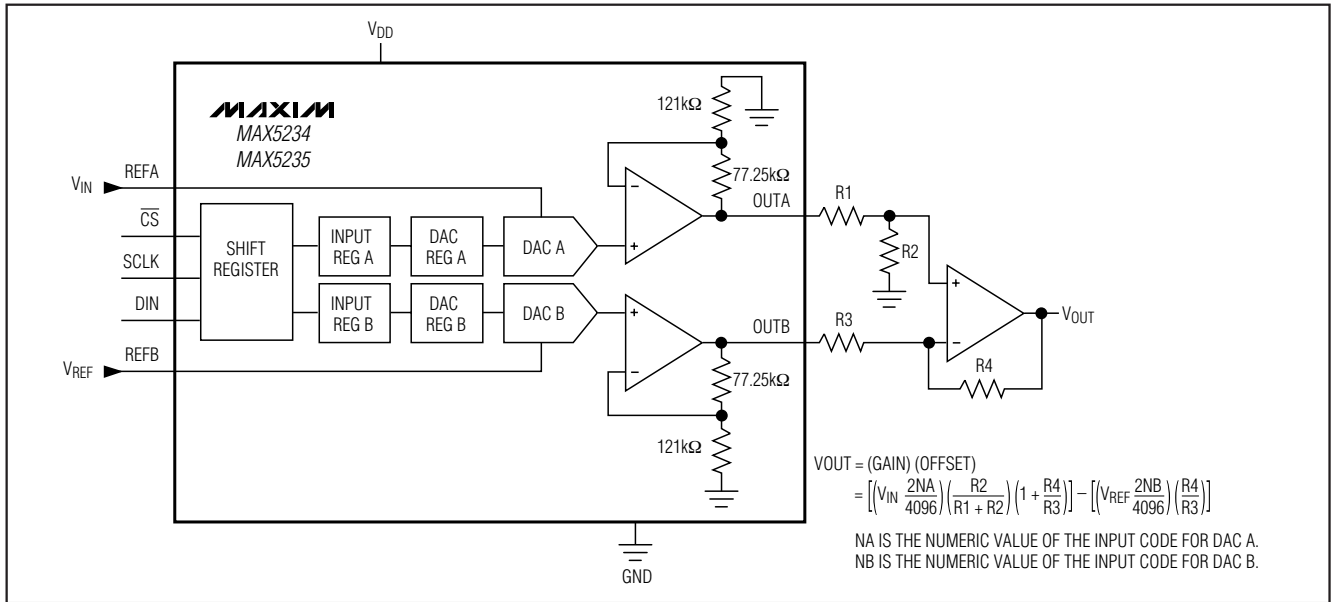 VDD
MAXIM
MAX5234
MAX5235
121kΩ
77.25kΩ
REFA
VIN
CS
SCLK
DIN
REFB
VREF
SHIFT
REGISTER
INPUT
REG A
DAC
REG A
DAC A
INPUT
REG B
DAC
REG B
DAC B
−
+
OUTA
+
−
OUTB
77.25kΩ
121kΩ
R1
R2
R3
+
−
R4
VOUT
GND
VOUT = (GAIN) (OFFSET)
= [(VIN 2NA/4096)(R2/R1 + R2)(1 + R4/R3)] − [(VREF 2NB/4096)(R4/R3)]
NA IS THE NUMERIC VALUE OF THE INPUT CODE FOR DAC A.
NB IS THE NUMERIC VALUE OF THE INPUT CODE FOR DAC B.